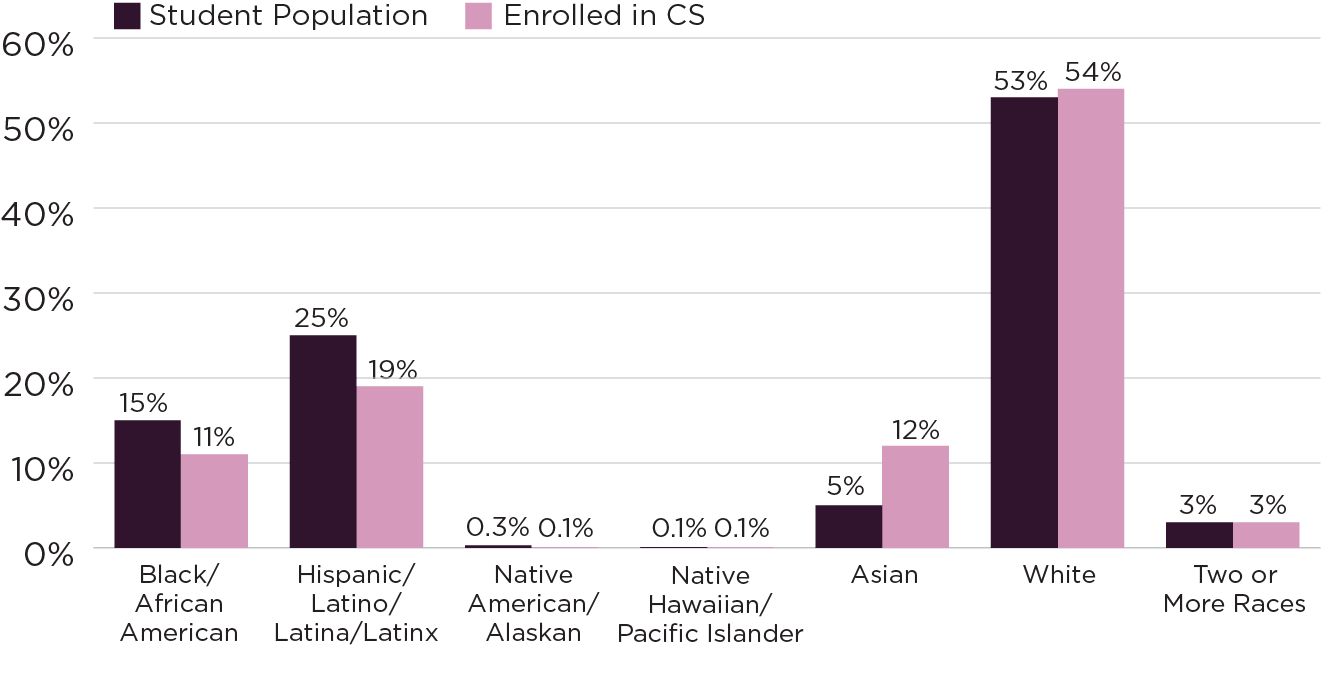 Student Population Enrolled in CS
60%
50%
40%
30%
20%
10%
0%
15% 11%
25% 19%
0.3% 0.1%
0.1% 0.1%
5% 12%
53% 54%
3% 3%
Black/
African
American
Hispanic/
Latino/
Latina/Latinx
Native
American/
Alaskan
Native
Hawaiian/
Pacific Islander
Asian
White
Two or
More Races